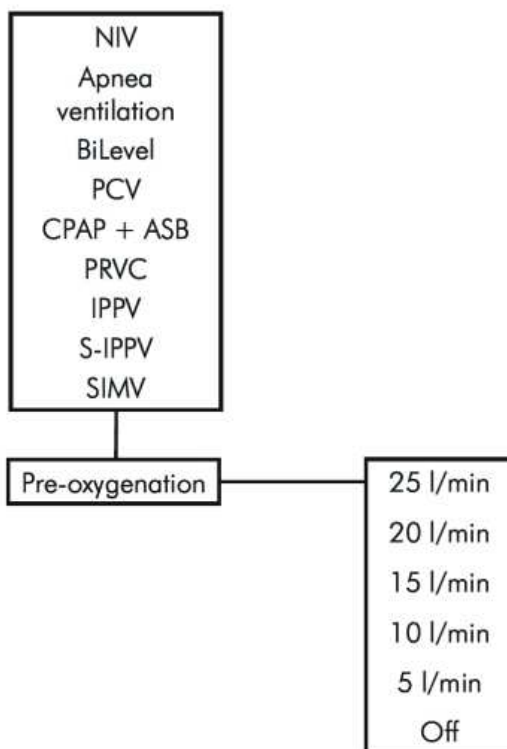 NIV
Apnea
ventilation
BiLevel
PCV
CPAP + ASB
PRVC
IPPV
S-IPPV
SIMV
Pre-oxygenation
25 l/min
20 l/min
15 l/min
10 l/min
5 l/min
Off